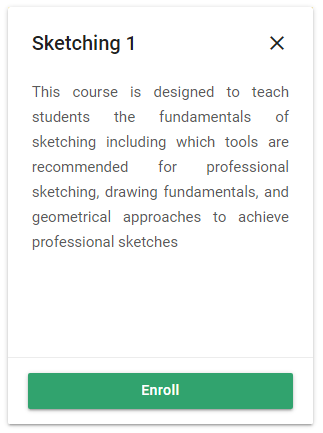 Sketching 1
This course is designed to teach
students the fundamentals of
sketching including which tools are
recommended for professional
sketching, drawing fundamentals, and
geometrical approaches to achieve
professional sketches
Enroll